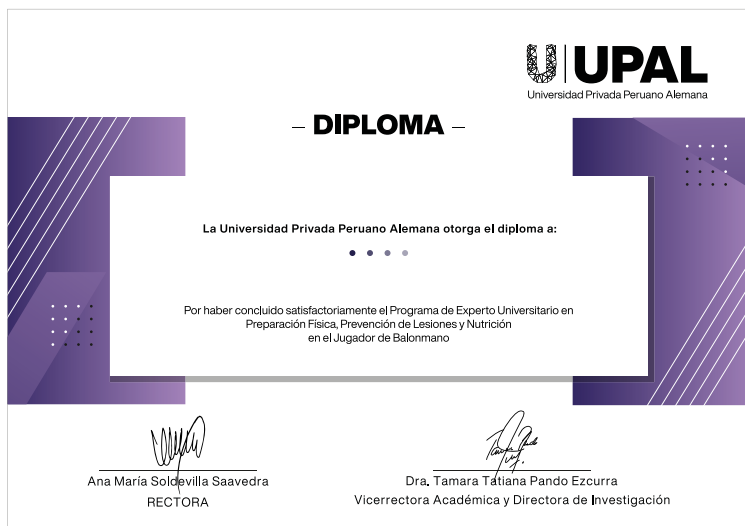 UPAL
Universidad Privada Peruano Alemana
– DIPLOMA –
La Universidad Privada Peruano Alemana otorga el diploma a:
Por haber concluido satisfactoriamente el Programa de Experto Universitario en
Preparación Física, Prevención de Lesiones y Nutrición
en el Jugador de Balonmano
Ana María Soldevilla Saavedra
RECTORA
Dra. Tamara Tatiana Pando Ezcurra
Vicerrectora Académica y Directora de Investigación